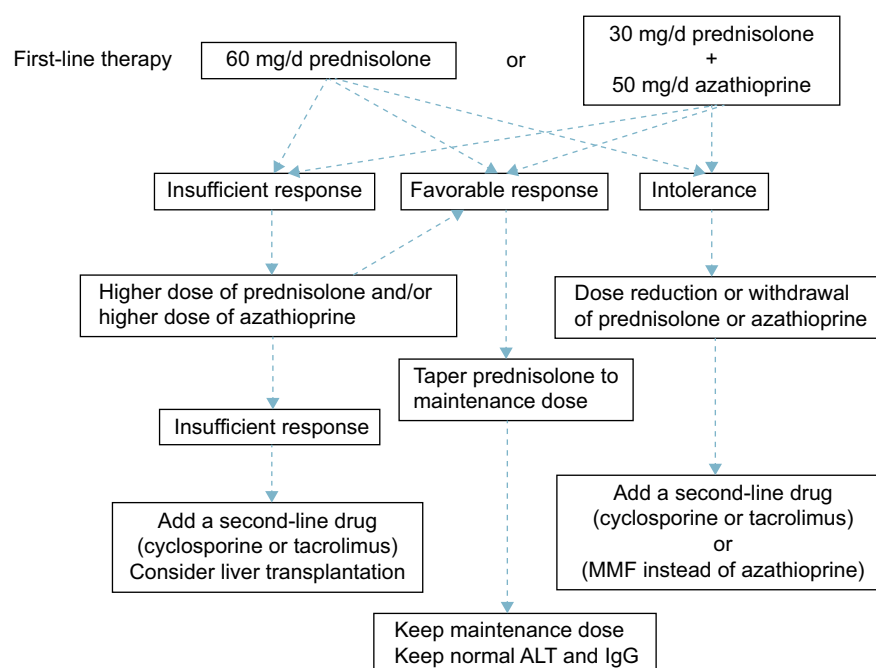 First-line therapy
60 mg/d prednisolone
or
30 mg/d prednisolone
+
50 mg/d azathioprine
Insufficient response
Favorable response
Intolerance
Higher dose of prednisolone and/or
higher dose of azathioprine
Dose reduction or withdrawal
of prednisolone or azathioprine
Taper prednisolone to
maintenance dose
Insufficient response
Add a second-line drug
(cyclosporine or tacrolimus)
Consider liver transplantation
Add a second-line drug
(cyclosporine or tacrolimus)
or
(MMF instead of azathioprine)
Keep maintenance dose
Keep normal ALT and IgG